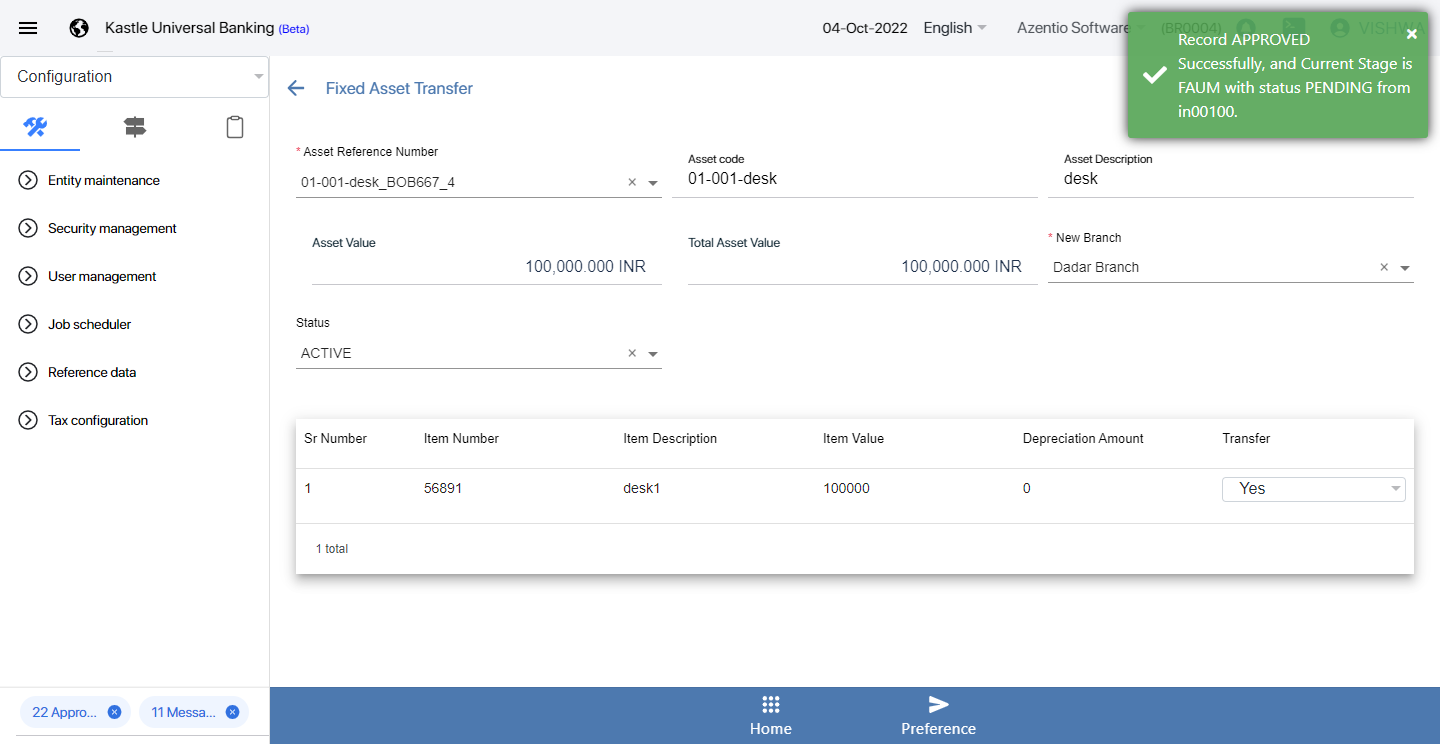 Kastle Universal Banking (Beta)
04-Oct-2022
English
Azentio Software
(BR0004)
VISHWA
Record APPROVED
Successfully, and Current Stage is
FAUM with status PENDING from
in00100.
Configuration
Fixed Asset Transfer
Entity maintenance
Security management
User management
Job scheduler
Reference data
Tax configuration
* Asset Reference Number
01-001-desk_BOB667_4
Asset code
01-001-desk
Asset Description
desk
Asset Value
100,000.000 INR
Total Asset Value
100,000.000 INR
* New Branch
Dadar Branch
Status
ACTIVE
Sr Number Item Number Item Description Item Value Depreciation Amount Transfer
1 56891 desk1 100000 0 Yes
1 total
22 Appro...
11 Messa...
Home
Preference